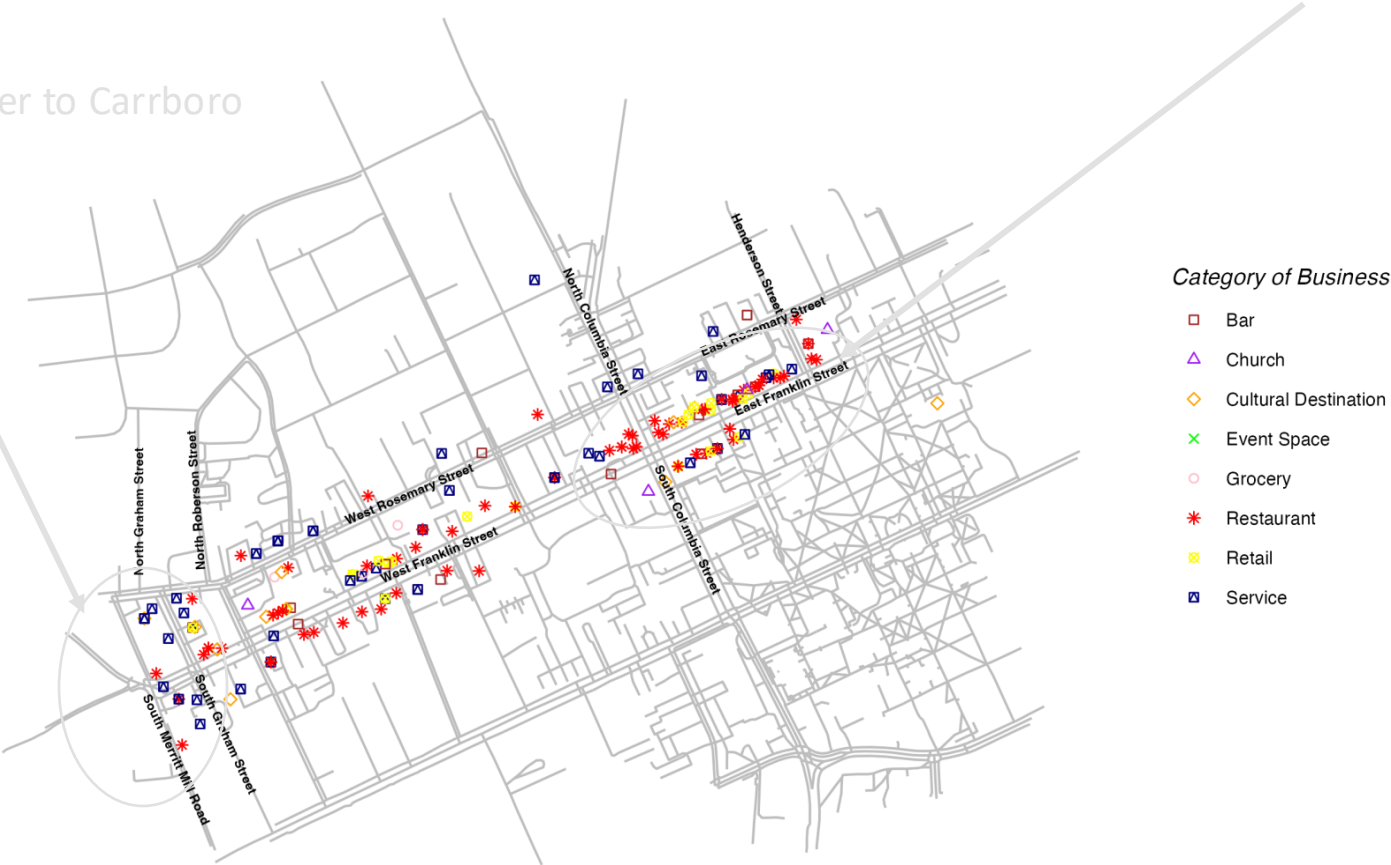 er to Carrboro
Henderson Street
North Columbia Street
East Rosemary Street
East Franklin Street
Category of Business
Bar
Church
Cultural Destination
Event Space
Grocery
Restaurant
Retail
Service
North Graham Street
North Roberson Street
West Rosemary Street
West Franklin Street
South Columbia Street
South Merritt Mill Road
South Graham Street